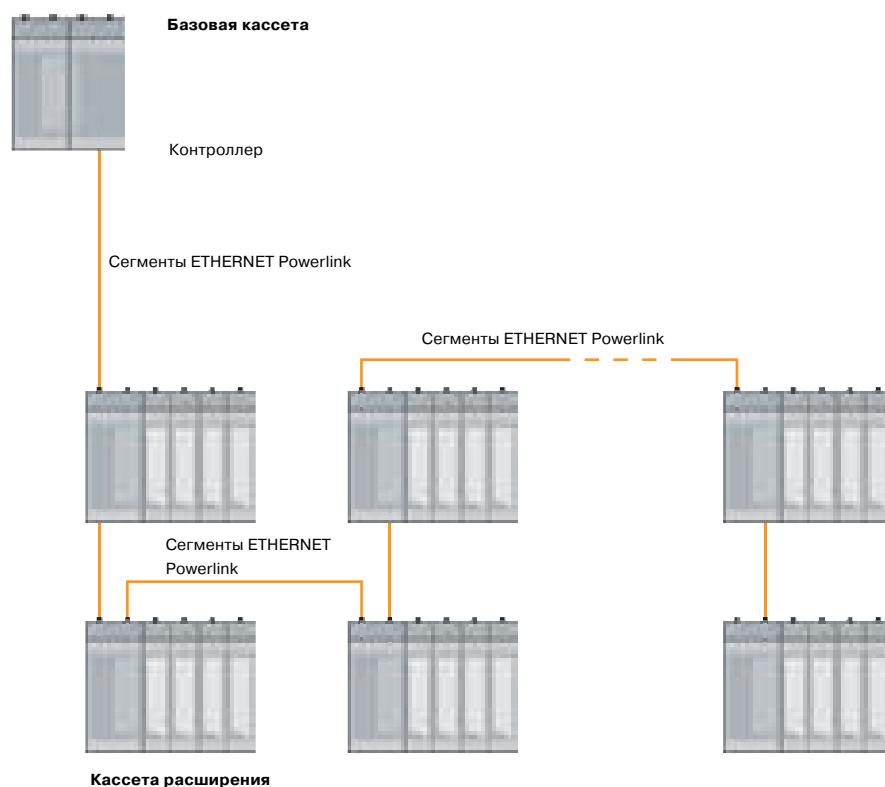 Базовая кассета
Контроллер
Сегменты ETHERNET Powerlink
Сегменты ETHERNET Powerlink
Сегменты ETHERNET
Powerlink
Кассета расширения